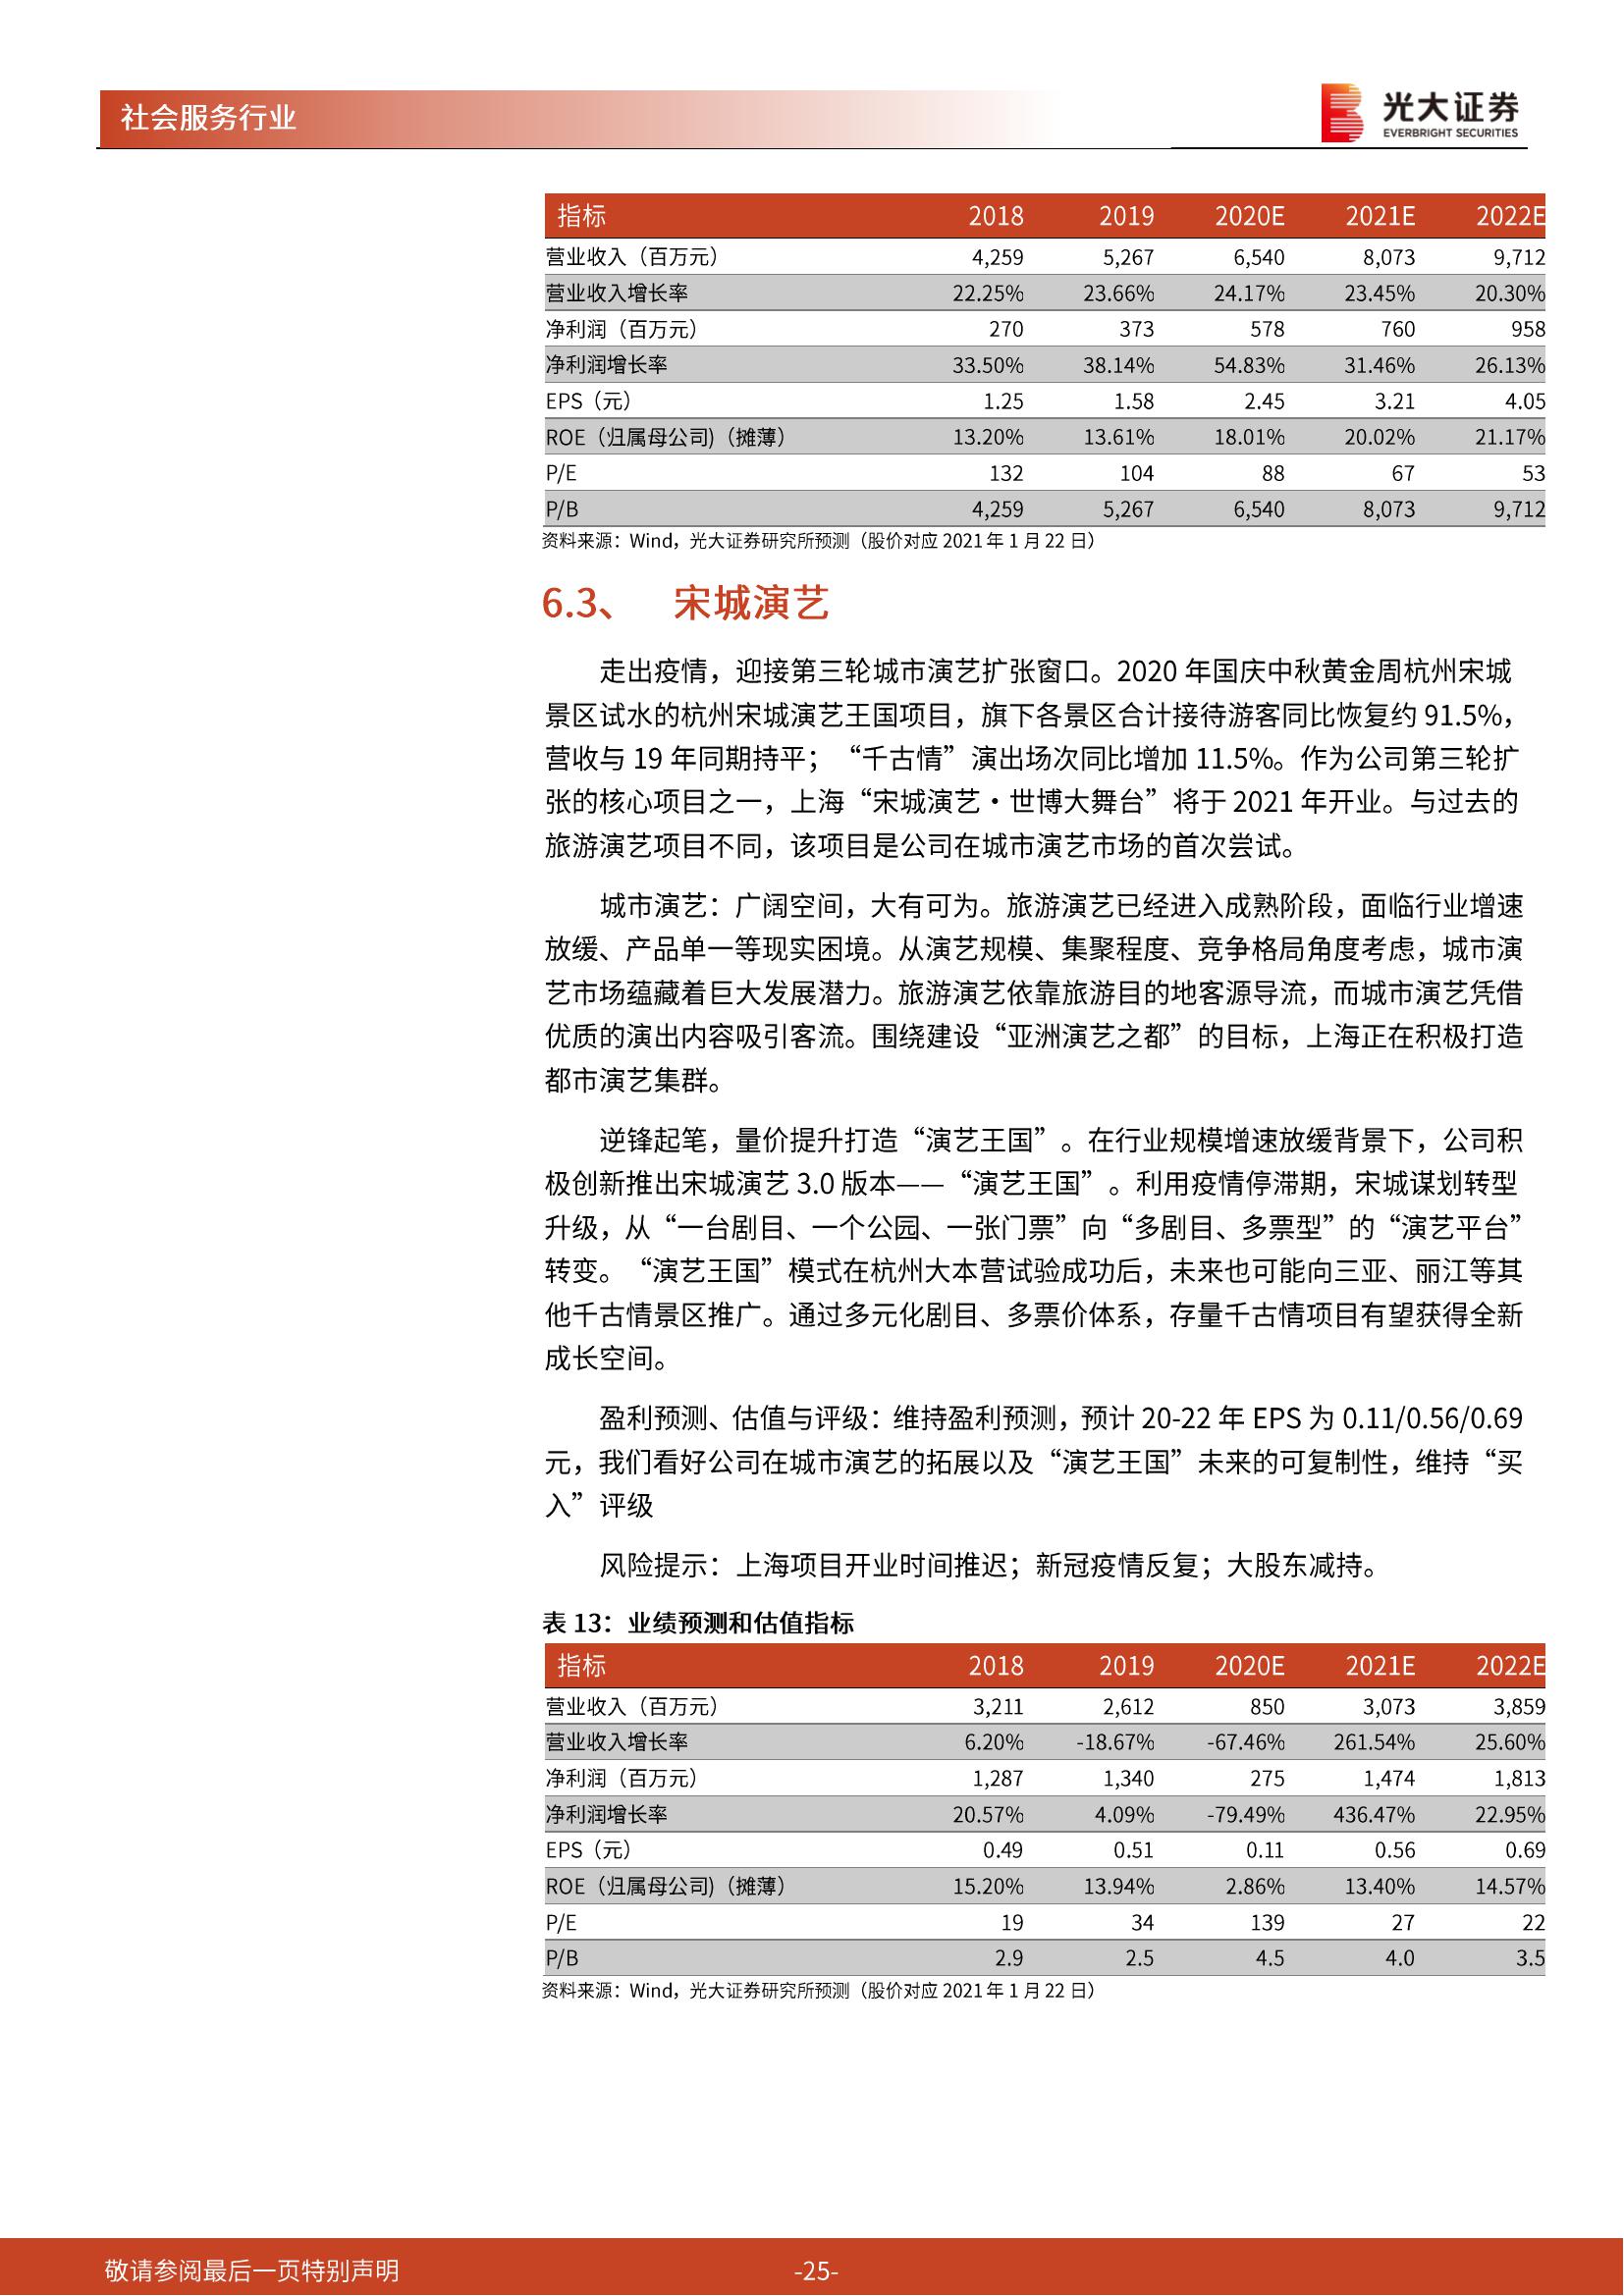 社会服务行业
光大证券
EVERBRIGHT SECURITIES
指标 2018 2019 2020E 2021E 2022E
营业收入（百万元） 4,259 5,267 6,540 8,073 9,712
营业收入增长率 22.25% 23.66% 24.17% 23.45% 20.30%
净利润（百万元） 270 373 578 760 958
净利润增长率 33.50% 38.14% 54.83% 31.46% 26.13%
EPS（元） 1.25 1.58 2.45 3.21 4.05
ROE（归属母公司）（摊薄） 13.20% 13.61% 18.01% 20.02% 21.17%
P/E 132 104 88 67 53
P/B 4,259 5,267 6,540 8,073 9,712
资料来源：Wind，光大证券研究所预测（股价对应 2021 年 1 月 22 日）
6.3、 宋城演艺
走出疫情，迎接第三轮城市演艺扩张窗口。2020 年国庆中秋黄金周杭州宋城
景区试水的杭州宋城演艺王国项目，旗下各景区合计接待游客同比恢复约 91.5%，
营收与 19 年同期持平；“千古情”演出场次同比增加 11.5%。作为公司第三轮扩
张的核心项目之一，上海“宋城演艺·世博大舞台”将于 2021 年开业。与过去的
旅游演艺项目不同，该项目是公司在城市演艺市场的首次尝试。
城市演艺：广阔空间，大有可为。旅游演艺已经进入成熟阶段，面临行业增速
放缓、产品单一等现实困境。从演艺规模、集聚程度、竞争格局角度考虑，城市演
艺市场蕴藏着巨大发展潜力。旅游演艺依靠旅游目的地客源导流，而城市演艺凭借
优质的演出内容吸引客流。围绕建设“亚洲演艺之都”的目标，上海正在积极打造
都市演艺集群。
逆锋起笔，量价提升打造“演艺王国”。在行业规模增速放缓背景下，公司积
极创新推出宋城演艺 3.0 版本——“演艺王国”。利用疫情停滞期，宋城谋划转型
升级，从“一台剧目、一个公园、一张门票”向“多剧目、多票型”的“演艺平台”
转变。“演艺王国”模式在杭州大本营试验成功后，未来也可能向三亚、丽江等其
他千古情景区推广。通过多元化剧目、多票价体系，存量千古情项目有望获得全新
成长空间。
盈利预测、估值与评级：维持盈利预测，预计 20-22 年 EPS 为 0.11/0.56/0.69
元，我们看好公司在城市演艺的拓展以及“演艺王国”未来的可复制性，维持“买
入”评级
风险提示：上海项目开业时间推迟；新冠疫情反复；大股东减持。
表 13：业绩预测和估值指标
指标 2018 2019 2020E 2021E 2022E
营业收入（百万元） 3,211 2,612 850 3,073 3,859
营业收入增长率 6.20% -18.67% -67.46% 261.54% 25.60%
净利润（百万元） 1,287 1,340 275 1,474 1,813
净利润增长率 20.57% 4.09% -79.49% 436.47% 22.95%
EPS（元） 0.49 0.51 0.11 0.56 0.69
ROE（归属母公司）（摊薄） 15.20% 13.94% 2.86% 13.40% 14.57%
P/E 19 34 139 27 22
P/B 2.9 2.5 4.5 4.0 3.5
资料来源：Wind，光大证券研究所预测（股价对应 2021 年 1 月 22 日）
敬请参阅最后一页特别声明 -25-